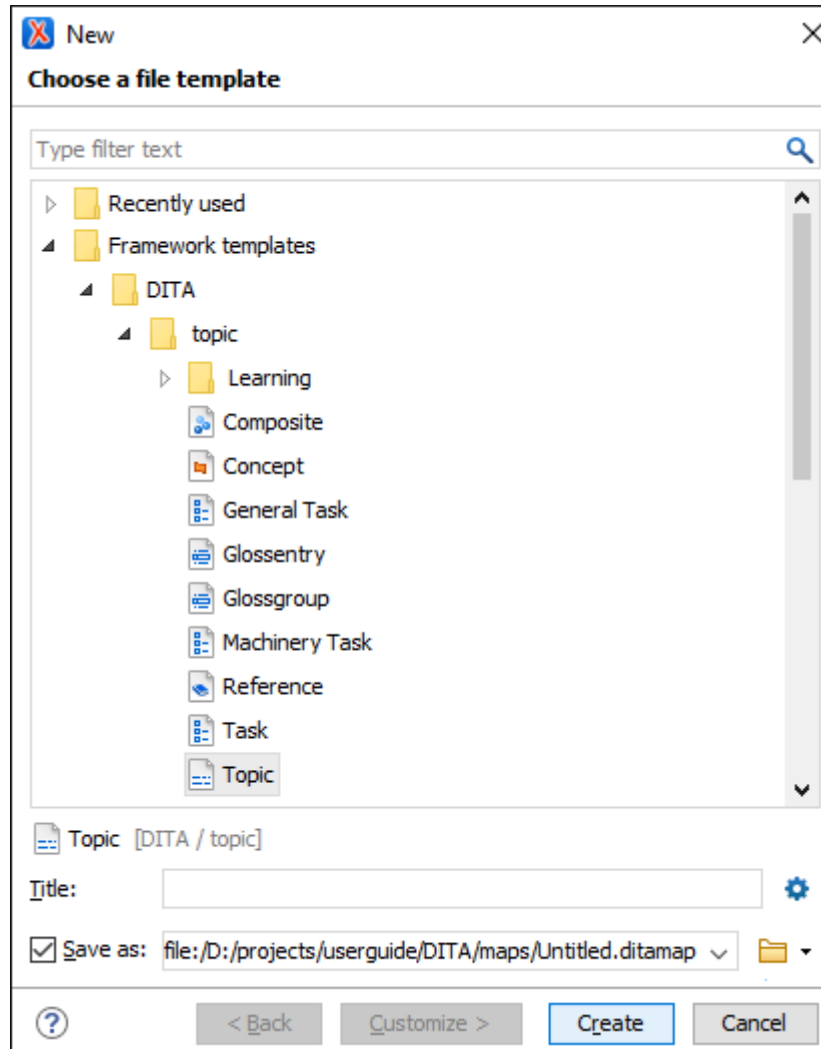 New
Choose a file template
Type filter text
Recently used
Framework templates
DITA
topic
Learning
Composite
Concept
General Task
Glossentry
Glossgroup
Machinery Task
Reference
Task
Topic
Topic [DITA / topic]
Title:
Save as: file:/D:/projects/userguide/DITA/maps/Untitled.ditamap
? < Back Customize > Create Cancel